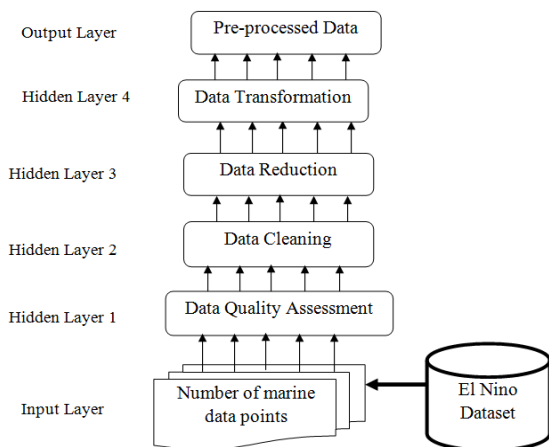 Output Layer
Pre-processed Data
Hidden Layer 4
Data Transformation
Hidden Layer 3
Data Reduction
Hidden Layer 2
Data Cleaning
Hidden Layer 1
Data Quality Assessment
Input Layer
Number of marine
data points
El Nino
Dataset